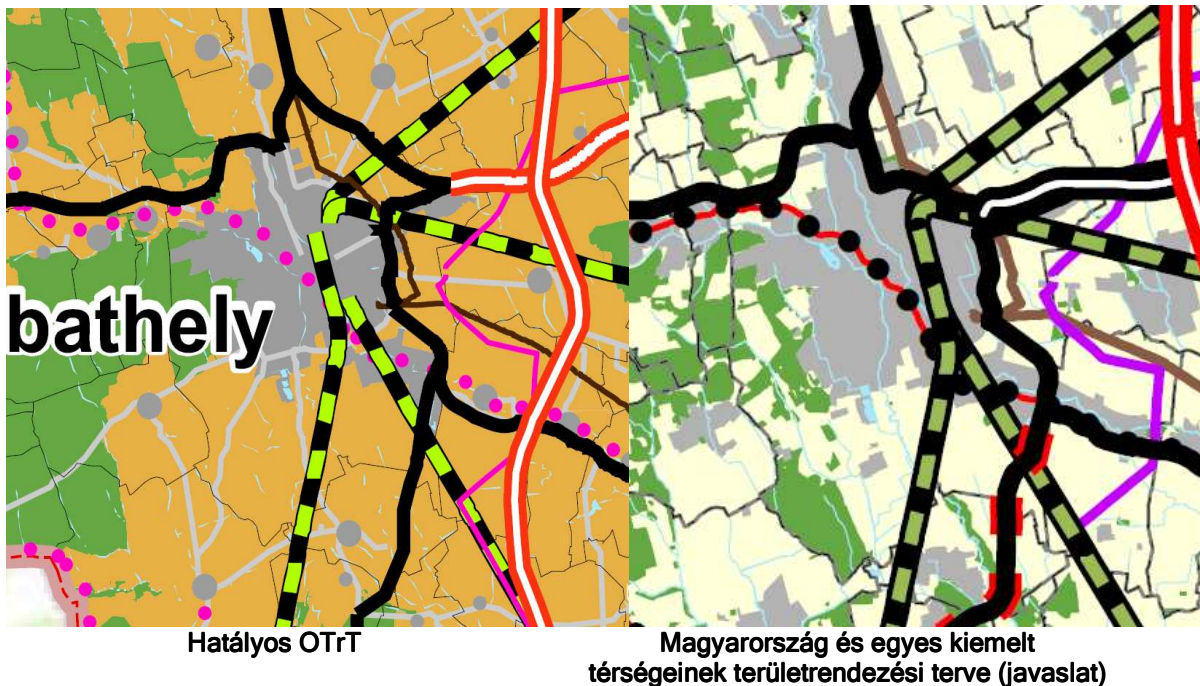 bathely
Hatályos OTrT
Magyarország és egyes kiemelt
térségeinek területrendezési terve (javaslat)